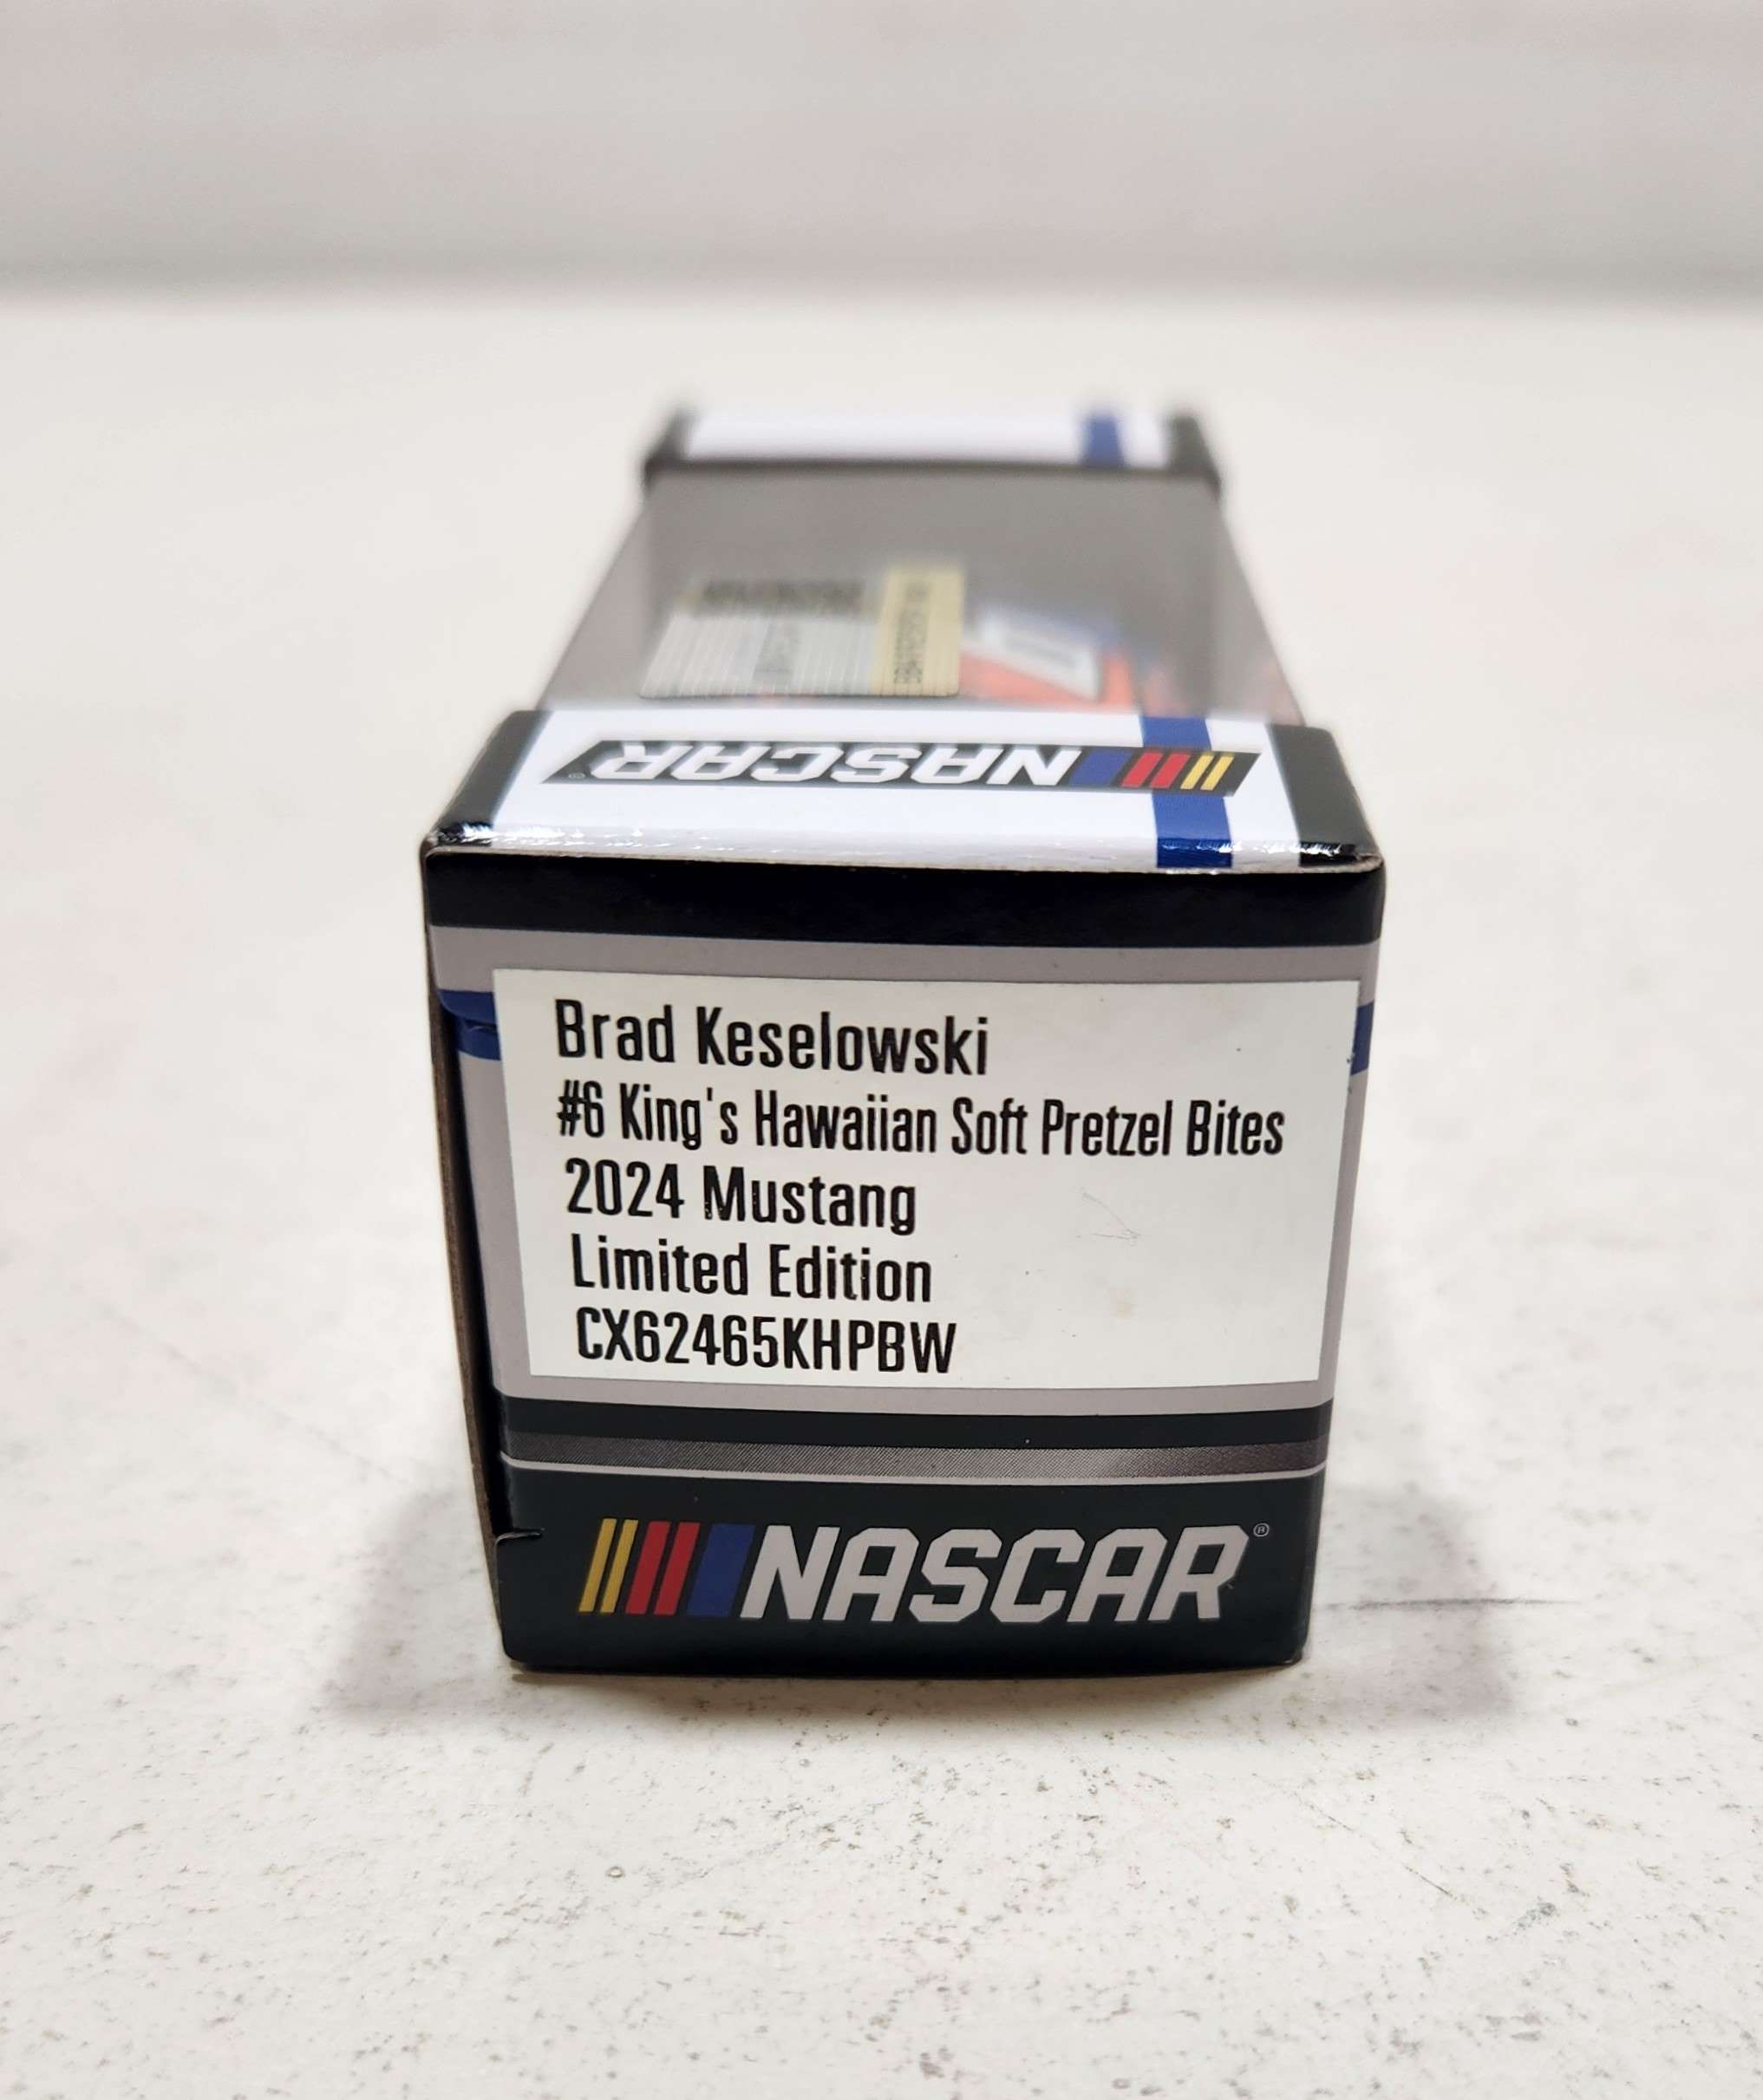 NASCAR
Brad Keselowski
#6 King's Hawaiian Soft Pretzel Bites
2024 Mustang
Limited Edition
CX62465KHPBW
NASCAR®